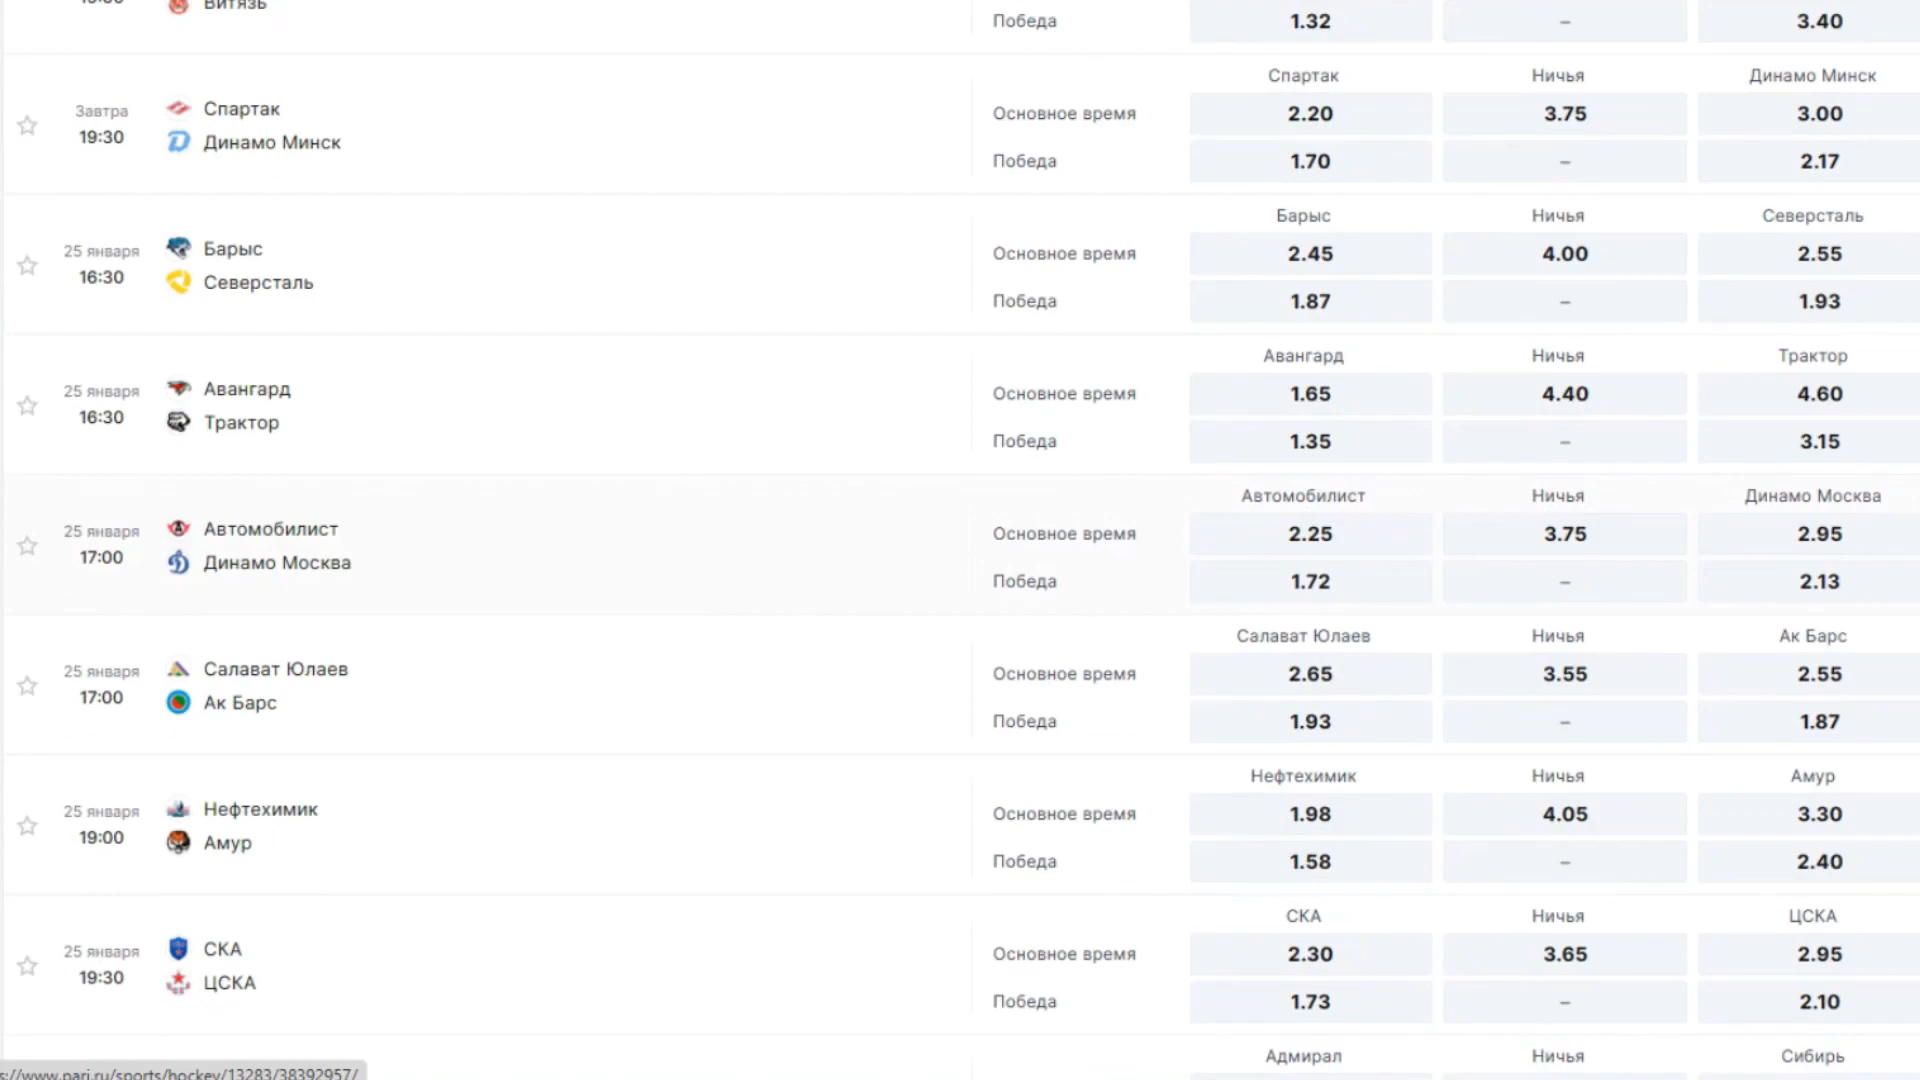 Витязь
Победа 1.32 – 3.40
Спартак Ничья Динамо Минск
Завтра 19:30 Спартак Динамо Минск
Основное время 2.20 3.75 3.00
Победа 1.70 – 2.17
Барыс Ничья Северсталь
25 января 16:30 Барыс Северсталь
Основное время 2.45 4.00 2.55
Победа 1.87 – 1.93
Авангард Ничья Трактор
25 января 16:30 Авангард Трактор
Основное время 1.65 4.40 4.60
Победа 1.35 – 3.15
Автомобилист Ничья Динамо Москва
25 января 17:00 Автомобилист Динамо Москва
Основное время 2.25 3.75 2.95
Победа 1.72 – 2.13
Салават Юлаев Ничья Ак Барс
25 января 17:00 Салават Юлаев Ак Барс
Основное время 2.65 3.55 2.55
Победа 1.93 – 1.87
Нефтехимик Ничья Амур
25 января 19:00 Нефтехимик Амур
Основное время 1.98 4.05 3.30
Победа 1.58 – 2.40
СКА Ничья ЦСКА
25 января 19:30 СКА ЦСКА
Основное время 2.30 3.65 2.95
Победа 1.73 – 2.10
Адмирал Ничья Сибирь
s://www.pari.ru/sports/hockey/13283/38392957/